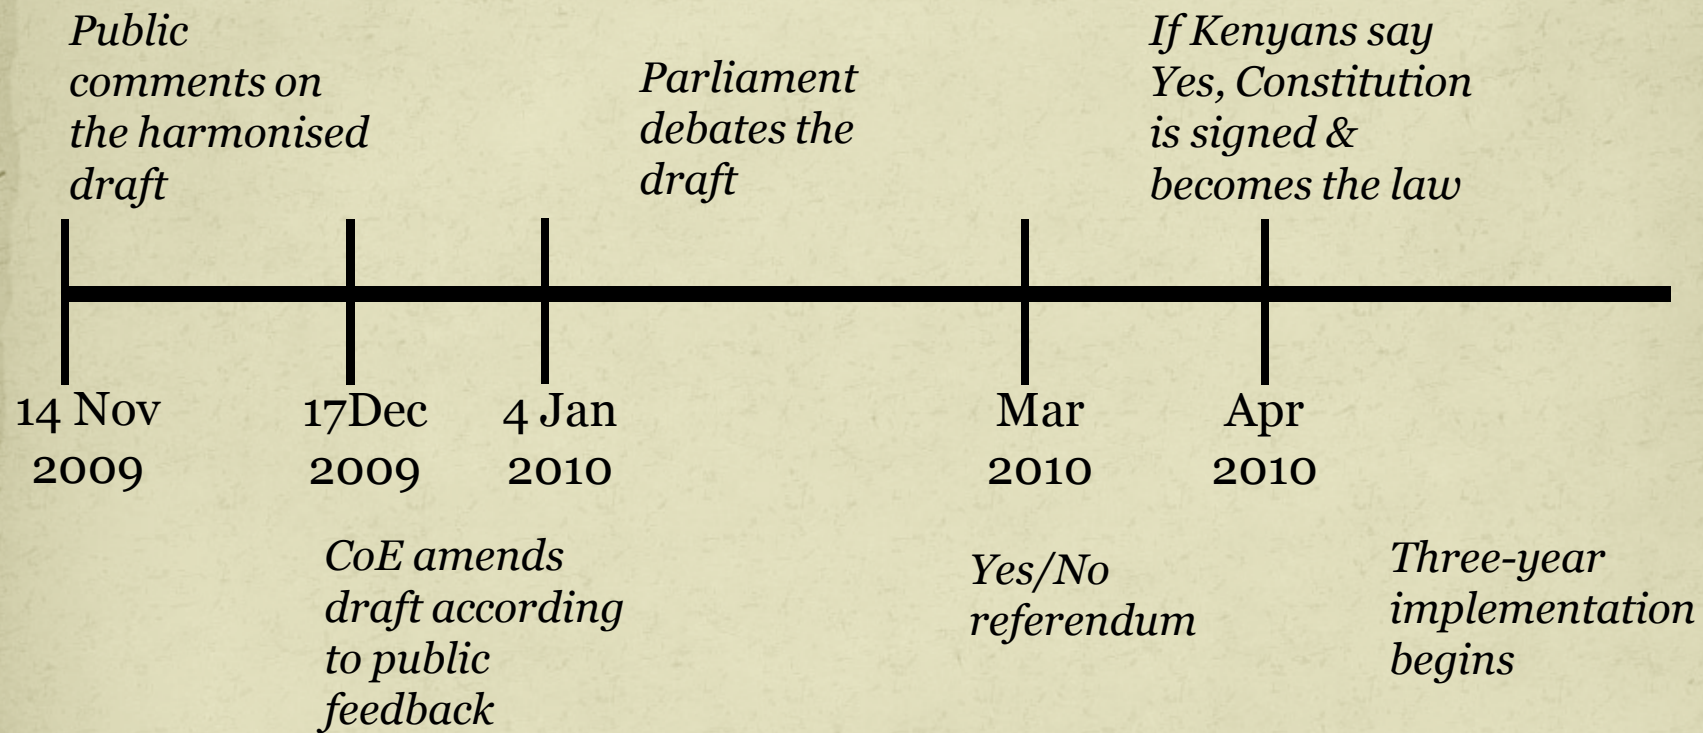 Public
comments on
the harmonised
draft
Parliament
debates the
draft
If Kenyans say
Yes, Constitution
is signed &
becomes the law
14 Nov
2009
17Dec
2009
4 Jan
2010
Mar
2010
Apr
2010
CoE amends
draft according
to public
feedback
Yes/No
referendum
Three-year
implementation
begins